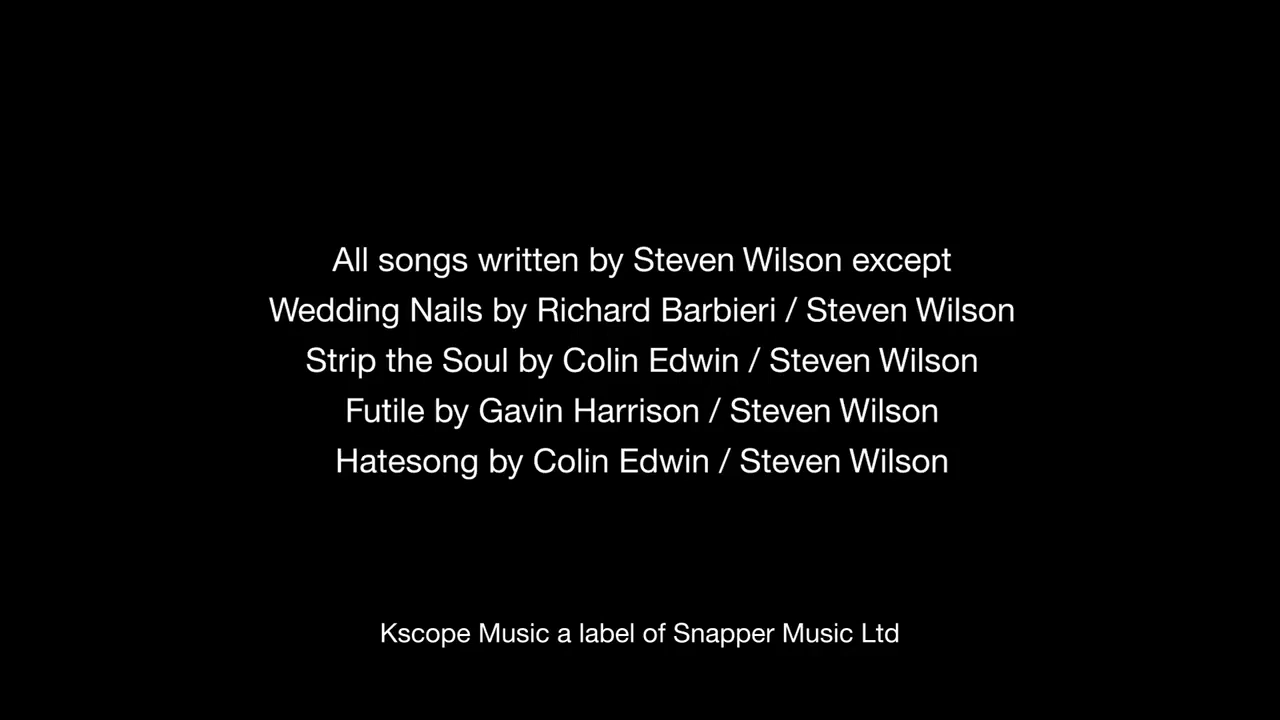 All songs written by Steven Wilson except
Wedding Nails by Richard Barbieri / Steven Wilson
Strip the Soul by Colin Edwin / Steven Wilson
Futile by Gavin Harrison / Steven Wilson
Hatesong by Colin Edwin / Steven Wilson
Kscope Music a label of Snapper Music Ltd